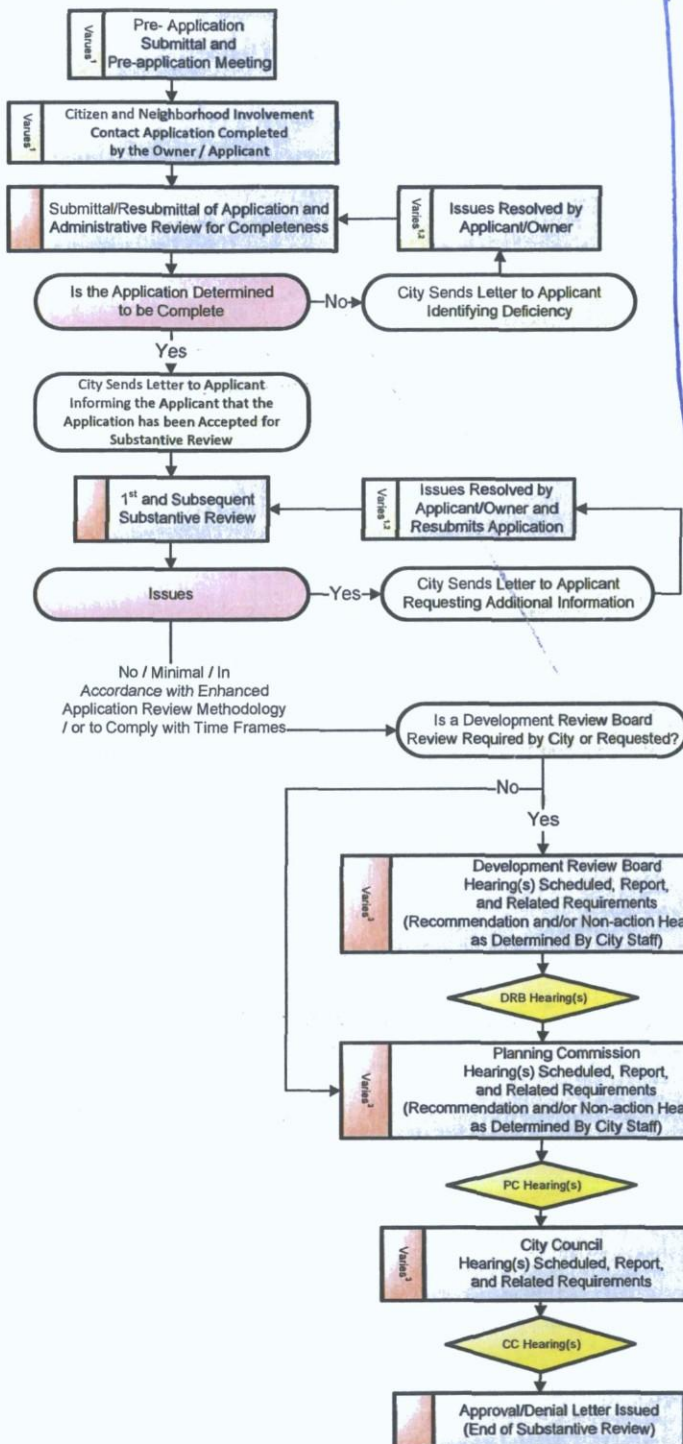 Varies¹
Pre- Application
Submittal and
Pre-application Meeting
Varies¹
Citizen and Neighborhood Involvement
Contact Application Completed
by the Owner / Applicant
Submittal/Resubmittal of Application and
Administrative Review for Completeness
Varies¹,²
Issues Resolved by
Applicant/Owner
Is the Application Determined
to be Complete
No
City Sends Letter to Applicant
Identifying Deficiency
Yes
City Sends Letter to Applicant
Informing the Applicant that the
Application has been Accepted for
Substantive Review
1st and Subsequent
Substantive Review
Varies¹,²
Issues Resolved by
Applicant/Owner and
Resubmits Application
Issues
Yes
City Sends Letter to Applicant
Requesting Additional Information
No / Minimal / In
Accordance with Enhanced
Application Review Methodology
/ or to Comply with Time Frames
Is a Development Review Board
Review Required by City or Requested?
No
Yes
Varies³
Development Review Board
Hearing(s) Scheduled, Report,
and Related Requirements
(Recommendation and/or Non-action Hea
as Determined By City Staff)
DRB Hearing(s)
Varies³
Planning Commission
Hearing(s) Scheduled, Report,
and Related Requirements
(Recommendation and/or Non-action Hea
as Determined By City Staff)
PC Hearing(s)
Varies³
City Council
Hearing(s) Scheduled, Report,
and Related Requirements
CC Hearing(s)
Approval/Denial Letter Issued
(End of Substantive Review)